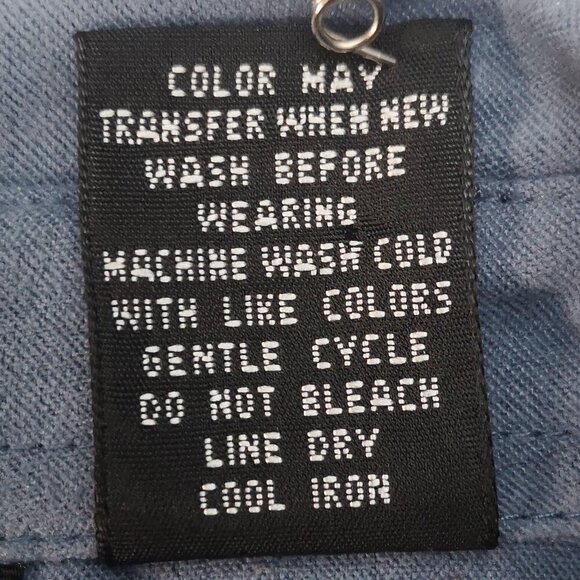 COLOR MAY
TRANSFER WHEN NEW
WASH BEFORE
WEARING
MACHINE WASH COLD
WITH LIKE COLORS
GENTLE CYCLE
DO NOT BLEACH
LINE DRY
COOL IRON